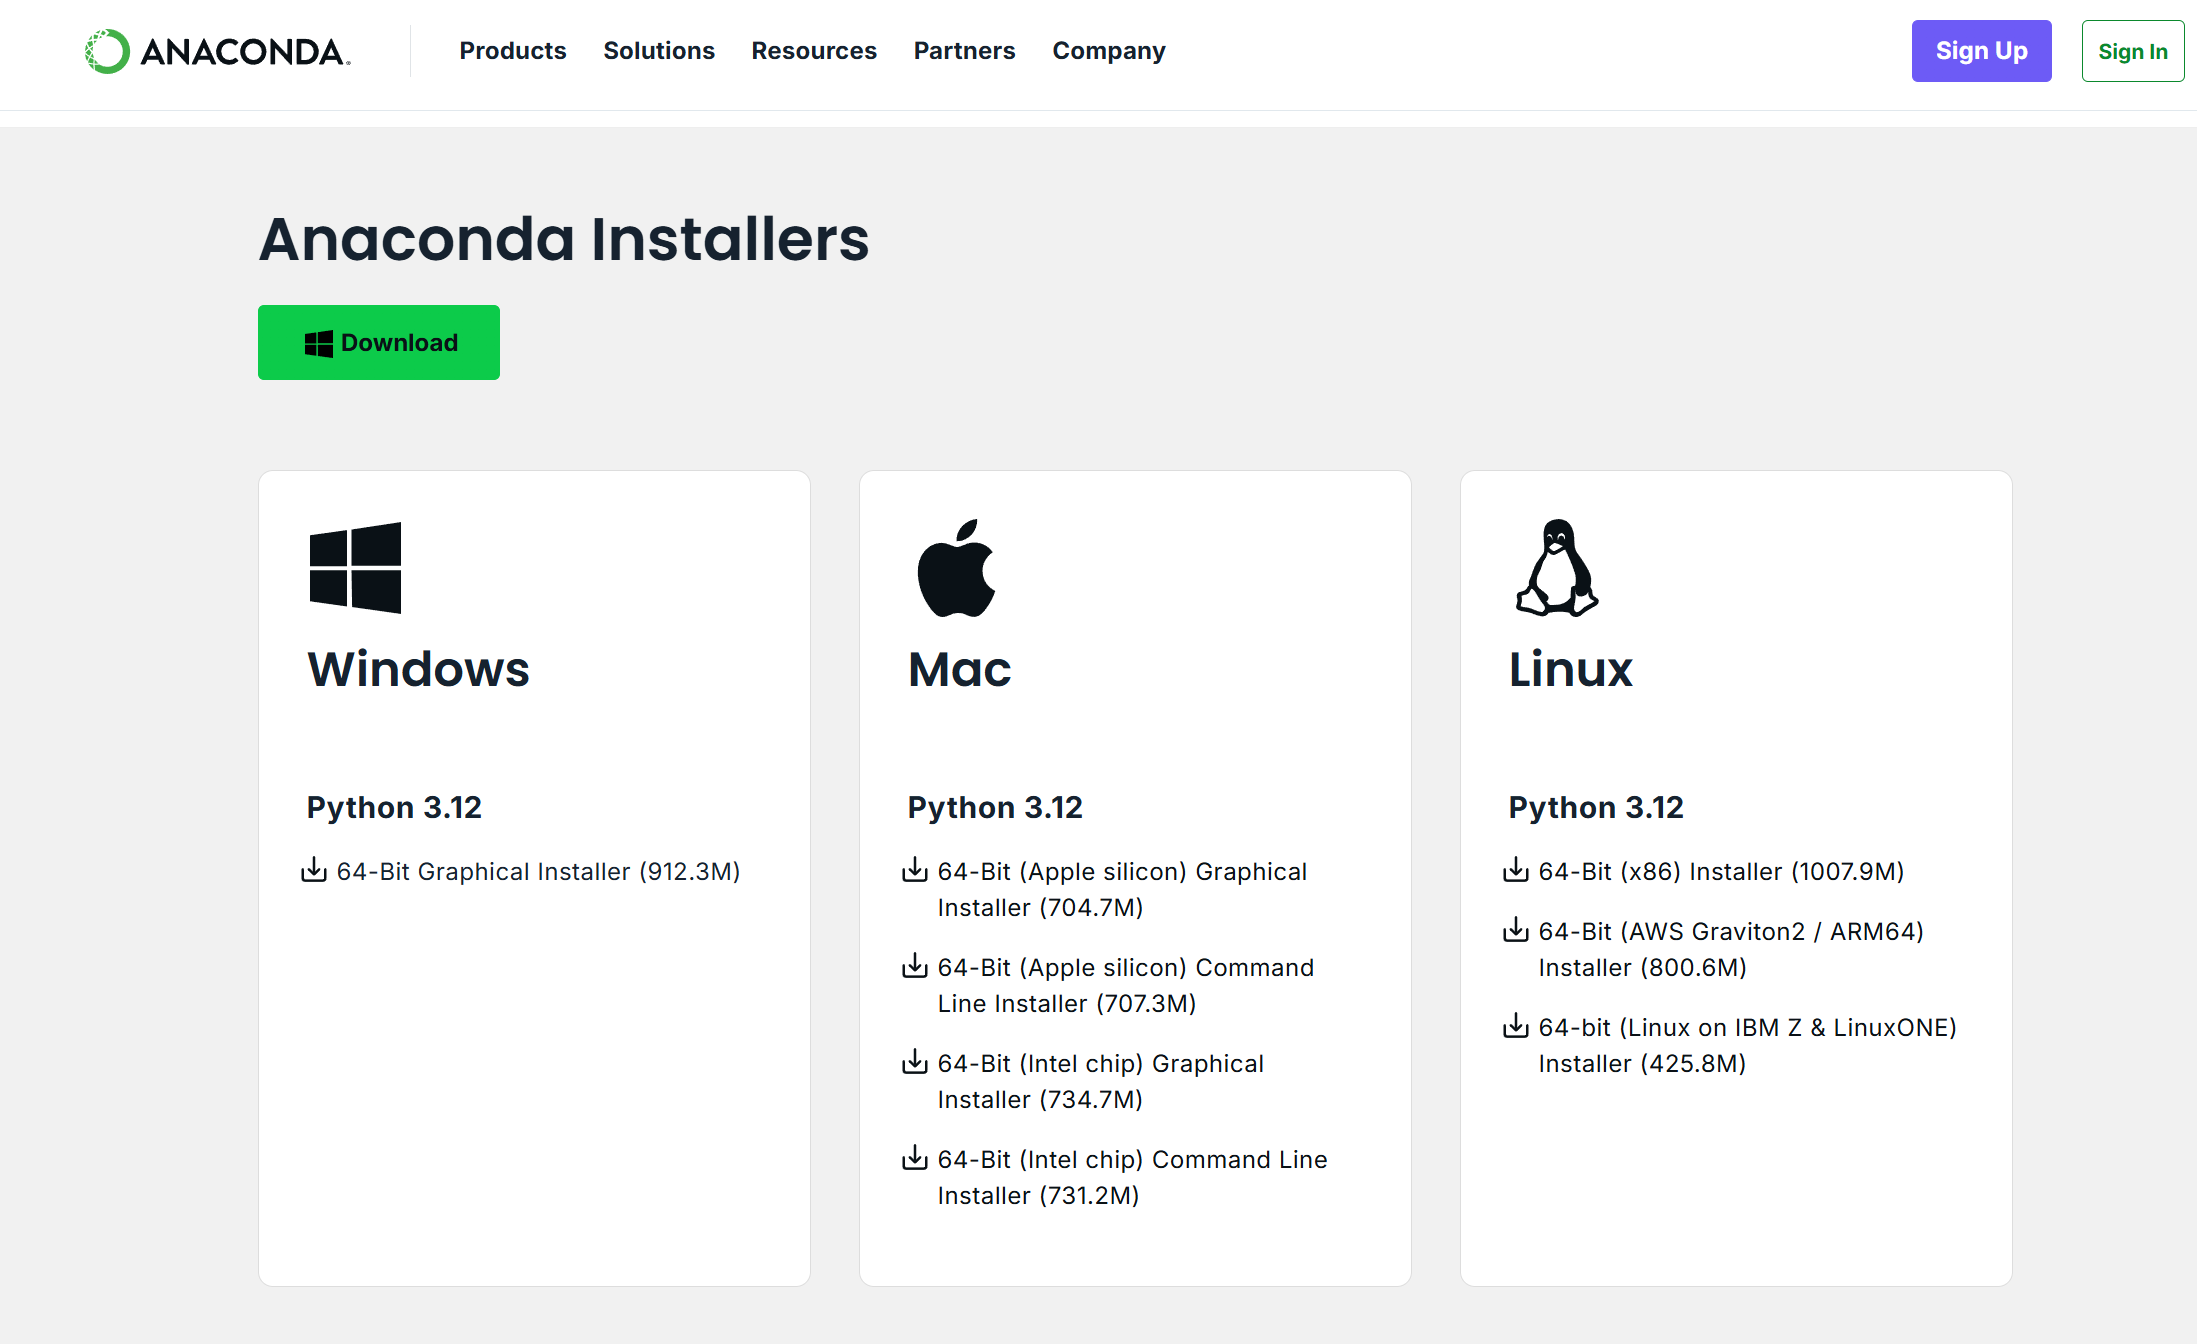 ANACONDA
Products
Solutions
Resources
Partners
Company
Sign Up
Sign In
Anaconda Installers
Download
Windows
Python 3.12
64-Bit Graphical Installer (912.3M)
Mac
Python 3.12
64-Bit (Apple silicon) Graphical
Installer (704.7M)
64-Bit (Apple silicon) Command
Line Installer (707.3M)
64-Bit (Intel chip) Graphical
Installer (734.7M)
64-Bit (Intel chip) Command Line
Installer (731.2M)
Linux
Python 3.12
64-Bit (x86) Installer (1007.9M)
64-Bit (AWS Graviton2 / ARM64)
Installer (800.6M)
64-bit (Linux on IBM Z & LinuxONE)
Installer (425.8M)